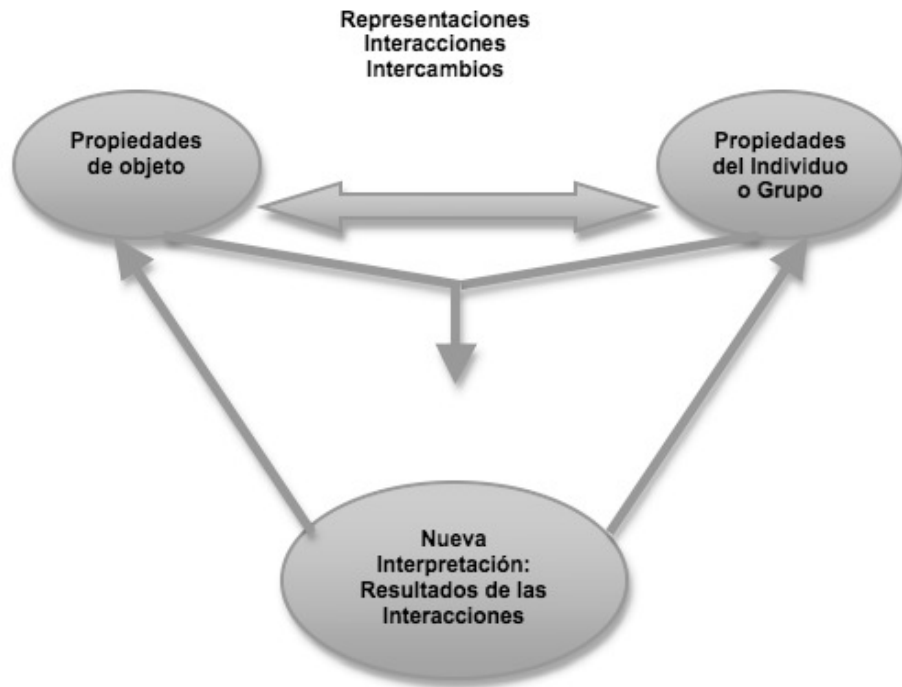 Representaciones
Interacciones
Intercambios
Propiedades
de objeto
Propiedades
del Individuo
o Grupo
Nueva
Interpretación:
Resultados de las
Interacciones